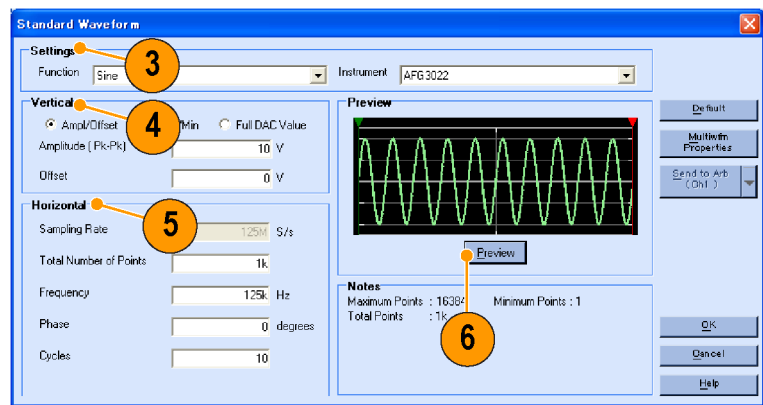 Standard Waveform
Settings
3
Function Sine
Instrument AFG3022
Vertical
4
Ampl/Offset /Min Full DAC Value
Amplitude (Pk-Pk) 10 V
Offset 0 V
Horizontal
5
Sampling Rate 125M S/s
Total Number of Points 1k
Frequency 125k Hz
Phase 0 degrees
Cycles 10
Preview
Preview
6
Notes
Maximum Points : 16384 Minimum Points : 1
Total Points : 1k
Default
Multiwfm
Properties
Send to Arb
(Ch1)
OK
Cancel
Help